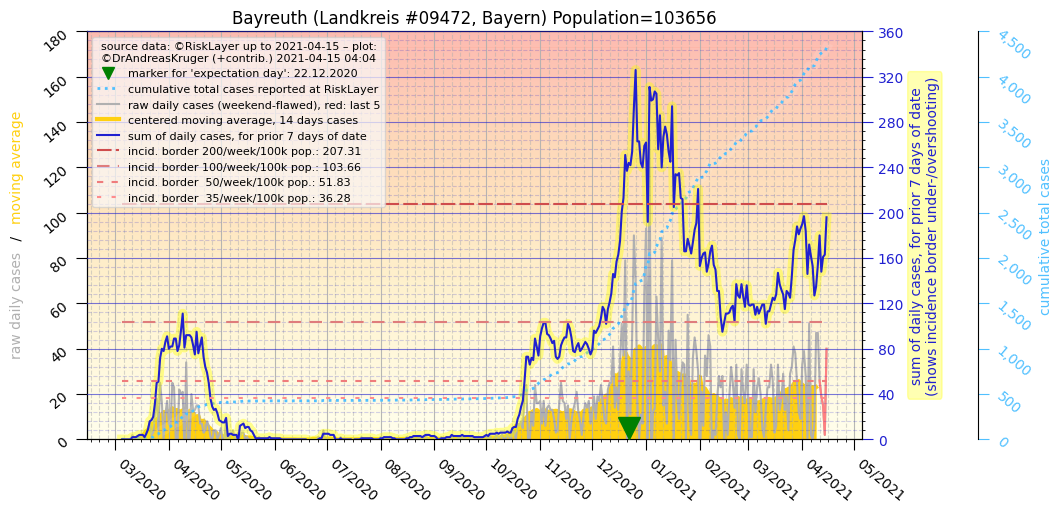 Bayreuth (Landkreis #09472, Bayern) Population=103656
source data: ©RiskLayer up to 2021-04-15 – plot:
©DrAndreasKruger (+contrib.) 2021-04-15 04:04
marker for 'expectation day': 22.12.2020
cumulative total cases reported at RiskLayer
raw daily cases (weekend-flawed), red: last 5
centered moving average, 14 days cases
sum of daily cases, for prior 7 days of date
incid. border 200/week/100k pop.: 207.31
incid. border 100/week/100k pop.: 103.66
incid. border  50/week/100k pop.: 51.83
incid. border  35/week/100k pop.: 36.28
raw daily cases / moving average
180
160
140
120
100
80
60
40
20
0
03/2020
04/2020
05/2020
06/2020
07/2020
08/2020
09/2020
10/2020
11/2020
12/2020
01/2021
02/2021
03/2021
04/2021
05/2021
360
320
280
240
200
160
120
80
40
0
sum of daily cases, for prior 7 days of date
(shows incidence border under-/overshooting)
4,500
4,000
3,500
3,000
2,500
2,000
1,500
1,000
500
0
cumulative total cases